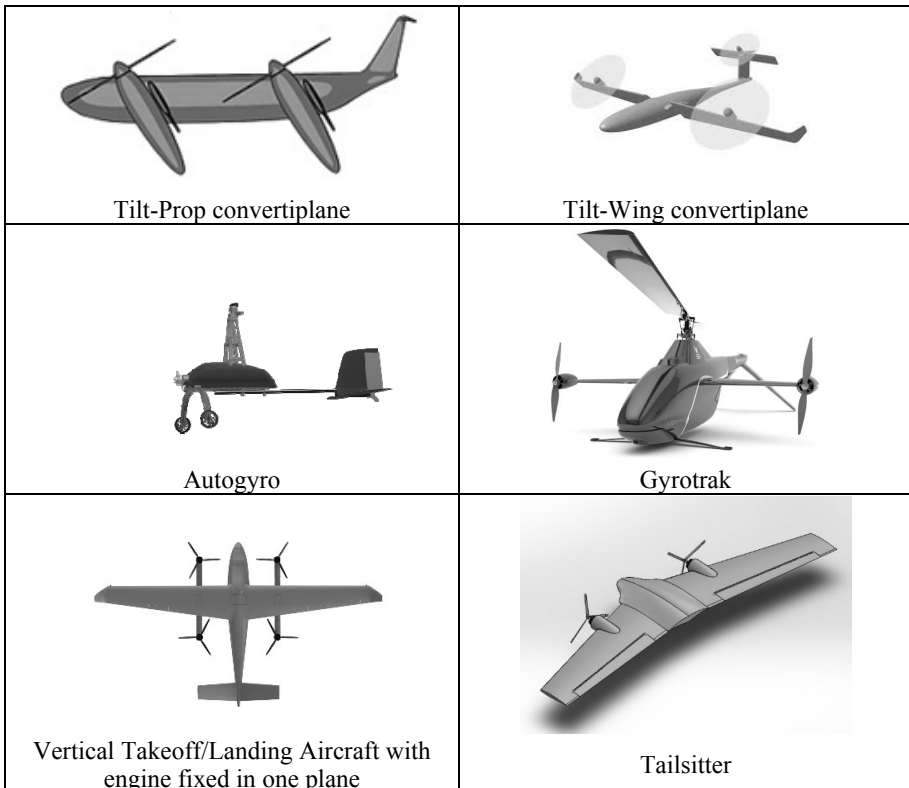 Tilt-Prop convertiplane
Tilt-Wing convertiplane
Autogyro
Gyrotrak
Vertical Takeoff/Landing Aircraft with
engine fixed in one plane
Tailsitter